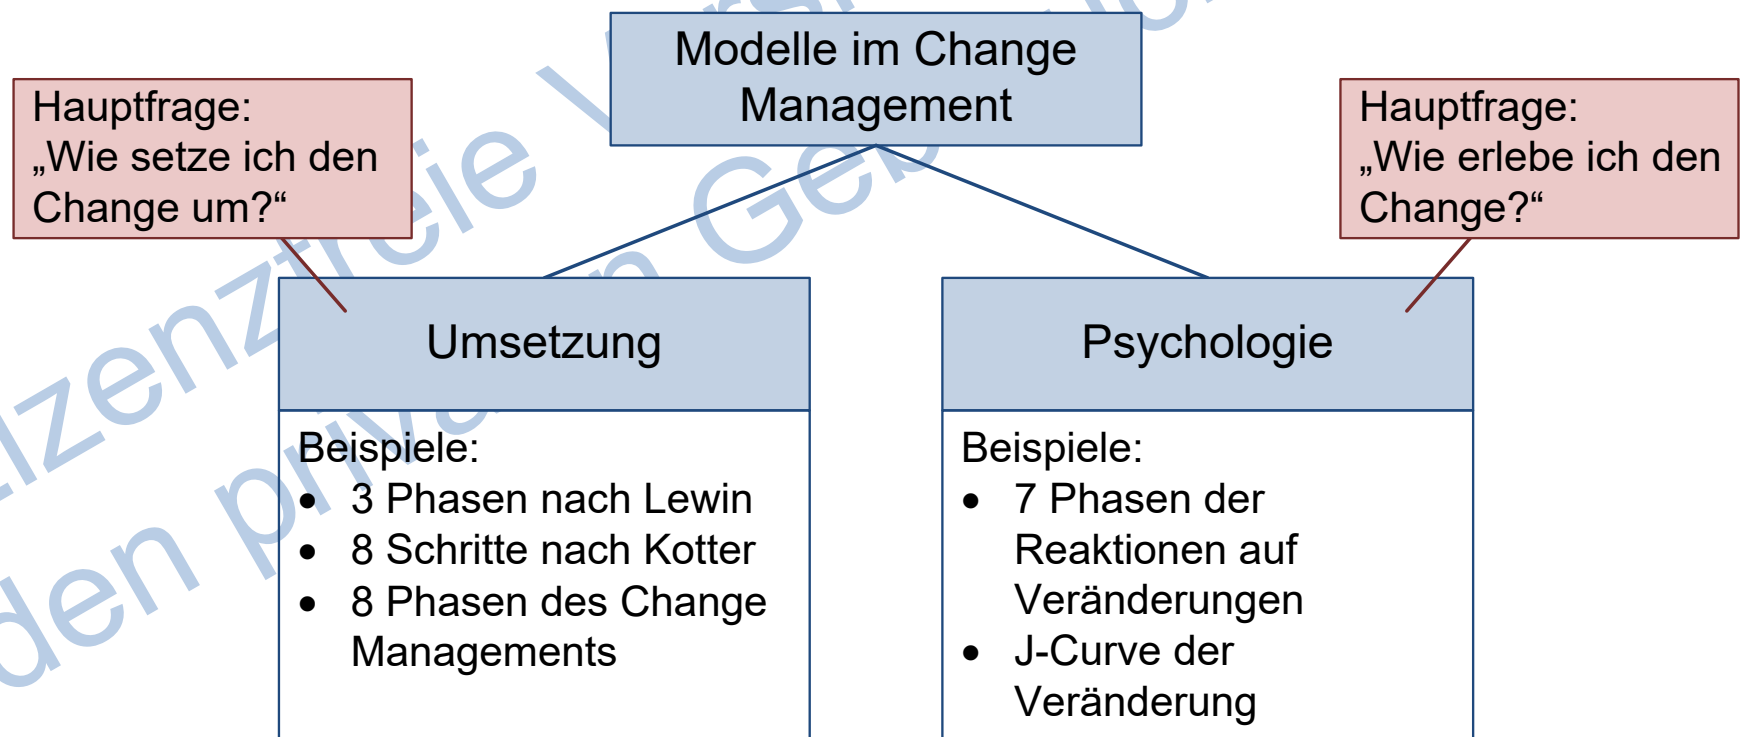 Modelle im Change
Management
Hauptfrage:
„Wie setze ich den
Change um?“
Hauptfrage:
„Wie erlebe ich den
Change?“
Umsetzung
Beispiele:
• 3 Phasen nach Lewin
• 8 Schritte nach Kotter
• 8 Phasen des Change
Managements
Psychologie
Beispiele:
• 7 Phasen der
Reaktionen auf
Veränderungen
• J-Curve der
Veränderung
den privaten